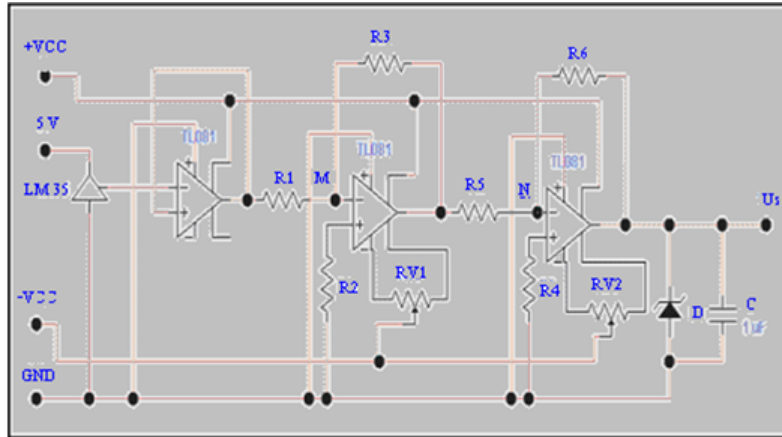 R3
R6
+VCC
5 V
TL081
TL081
TL081
LM 35
R1
M
R5
N
Us
R2
RV1
R4
RV2
D
C
1uF
-VCC
GND